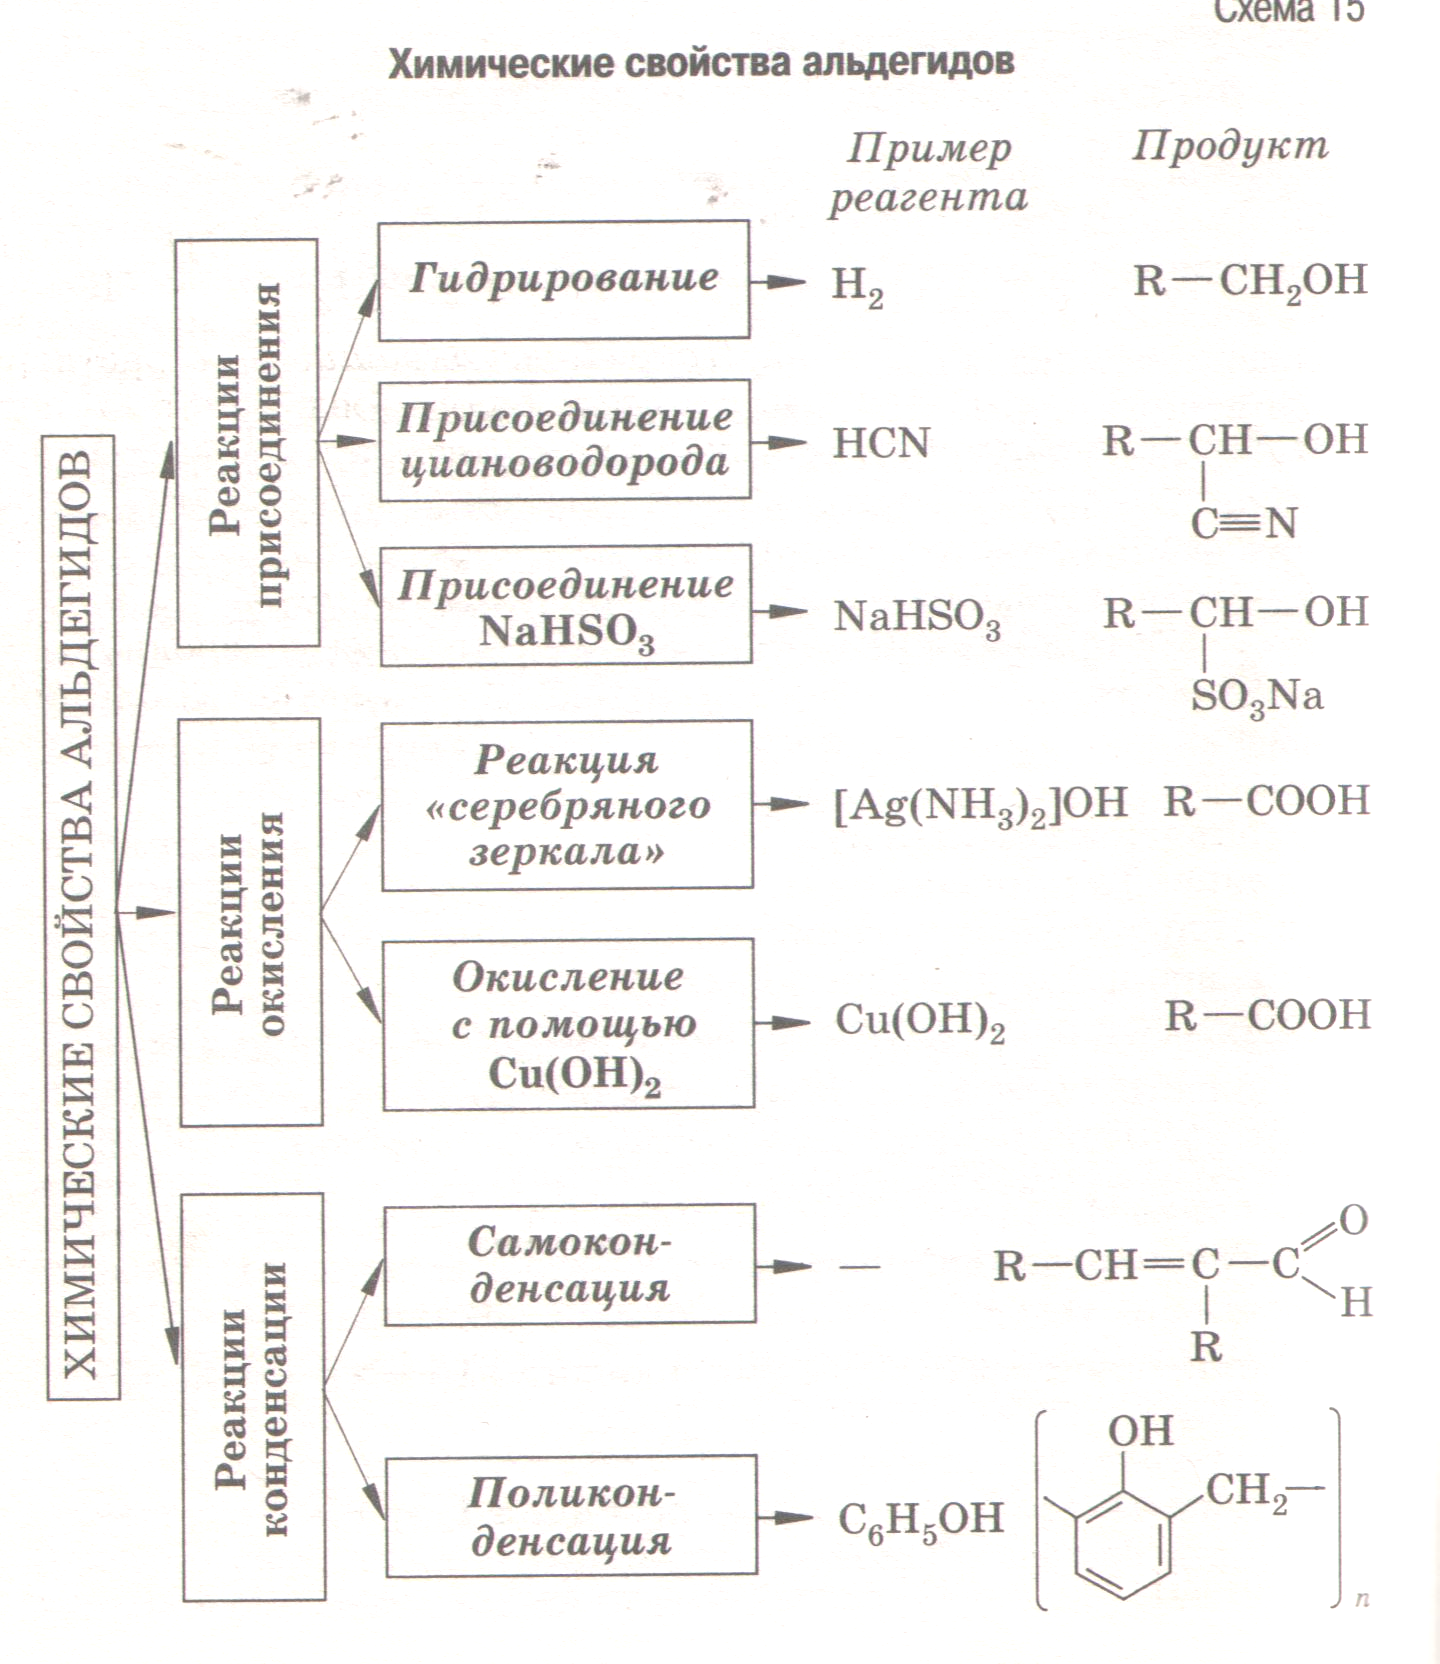 Схема 15
Химические свойства альдегидов
Пример
реагента
Продукт
ХИМИЧЕСКИЕ СВОЙСТВА АЛЬДЕГИДОВ
Реакции
присоединения
Гидрирование
H₂
R—CH₂OH
Присоединение
циановодорода
HCN
R—CH—OH
C≡N
Присоединение
NaHSO₃
NaHSO₃
R—CH—OH
SO₃Na
Реакции
окисления
Реакция
«серебряного
зеркала»
[Ag(NH₃)₂]OH
R—COOH
Окисление
с помощью
Cu(OH)₂
Cu(OH)₂
R—COOH
Реакции
конденсации
Самокон-
денсация
—
O
R—CH=C—C
H
R
Поликон-
денсация
C₆H₅OH
OH
CH₂—
n